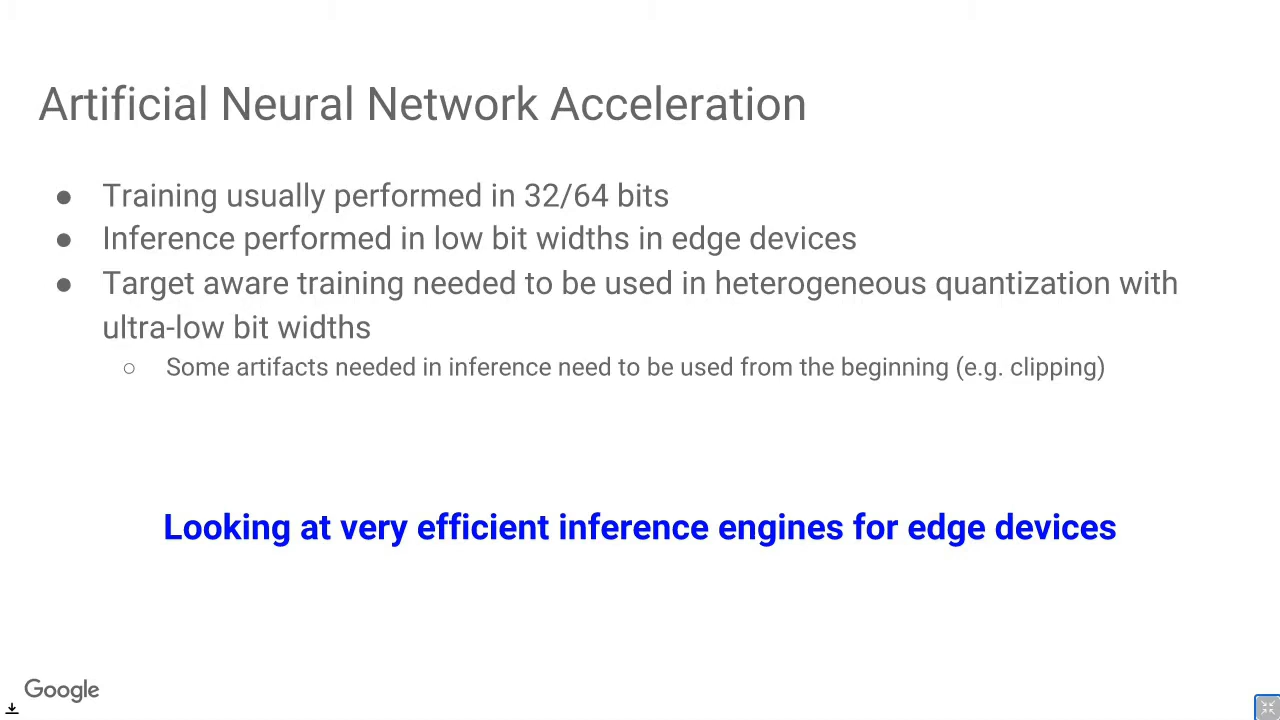 Artificial Neural Network Acceleration
● Training usually performed in 32/64 bits
● Inference performed in low bit widths in edge devices
● Target aware training needed to be used in heterogeneous quantization with
ultra-low bit widths
○ Some artifacts needed in inference need to be used from the beginning (e.g. clipping)
Looking at very efficient inference engines for edge devices
Google